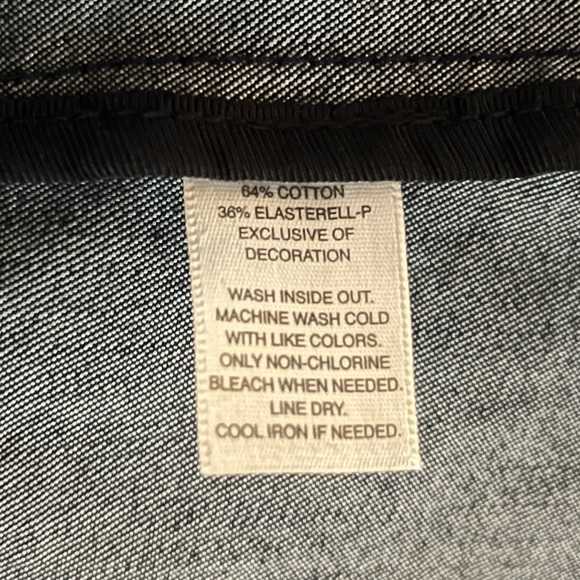 64% COTTON
36% ELASTERELL-P
EXCLUSIVE OF
DECORATION
WASH INSIDE OUT.
MACHINE WASH COLD
WITH LIKE COLORS.
ONLY NON-CHLORINE
BLEACH WHEN NEEDED.
LINE DRY.
COOL IRON IF NEEDED.